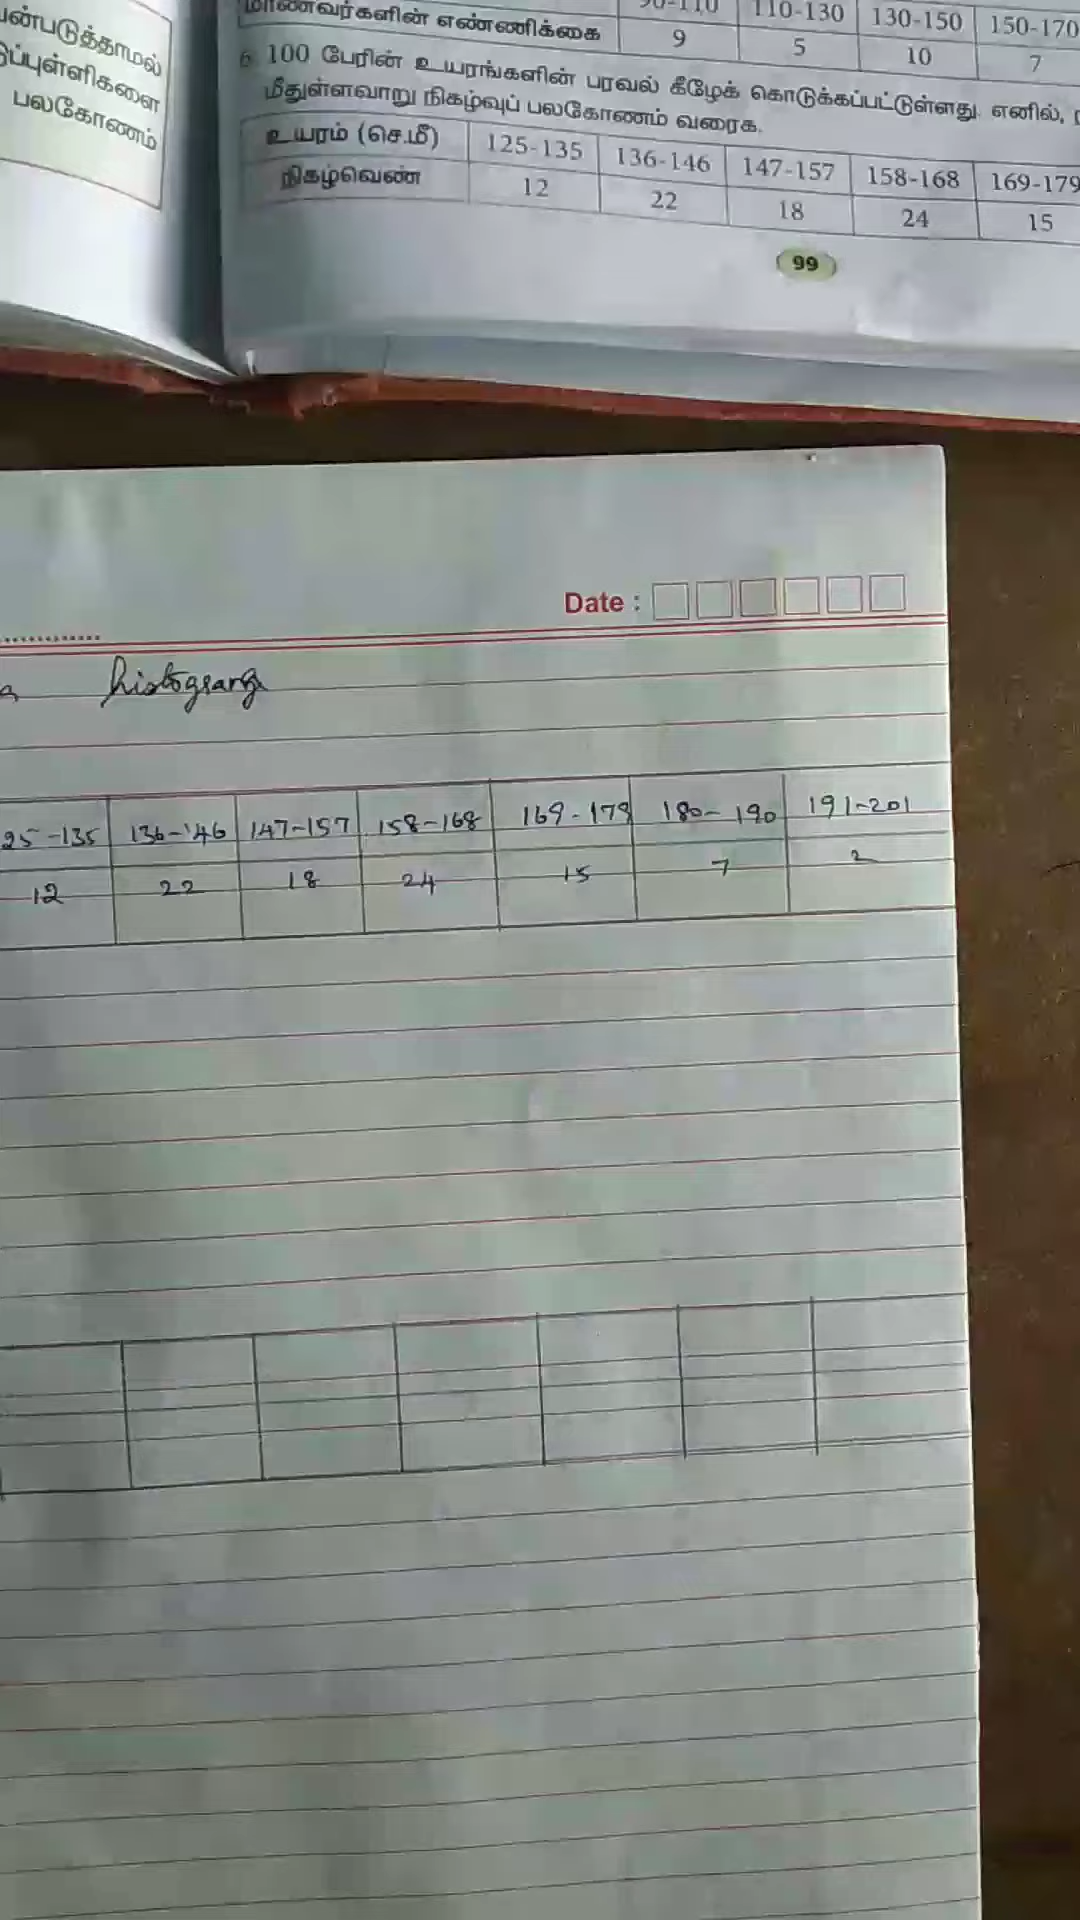 ப்புள்ளிகளை
பலகோணம்
மாணவர்களின் எண்ணிக்கை
90-110 110-130 130-150 150-170
9 5 10 7
6. 100 பேரின் உயரங்களின் பரவல் கீழேக் கொடுக்கப்பட்டுள்ளது. எனில்,
மீதுள்ளவாறு நிகழ்வுப் பலகோணம் வரைக.
உயரம் (செ.மீ) 125-135 136-146 147-157 158-168 169-179
நிகழ்வெண் 12 22 18 24 15
99
Date :
25-135 136-146 147-157 158-168 169-179 180-190 191-201
12 22 18 24 15 7 2